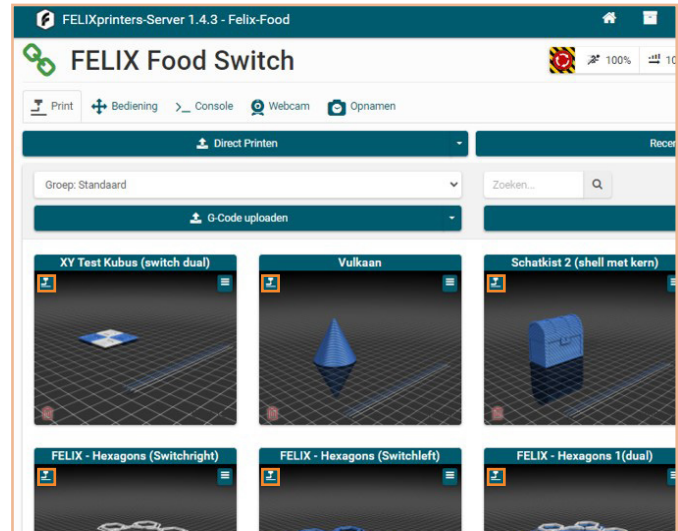 FELIXprinters-Server 1.4.3 - Felix-Food
FELIX Food Switch
100%
10
Print Bediening >_ Console Webcam Opnamen
Direct Printen
Recer
Groep: Standaard
Zoeken...
G-Code uploaden
XY Test Kubus (switch dual)
Vulkaan
Schatkist 2 (shell met kern)
FELIX - Hexagons (Switchright)
FELIX - Hexagons (Switchleft)
FELIX - Hexagons 1(dual)